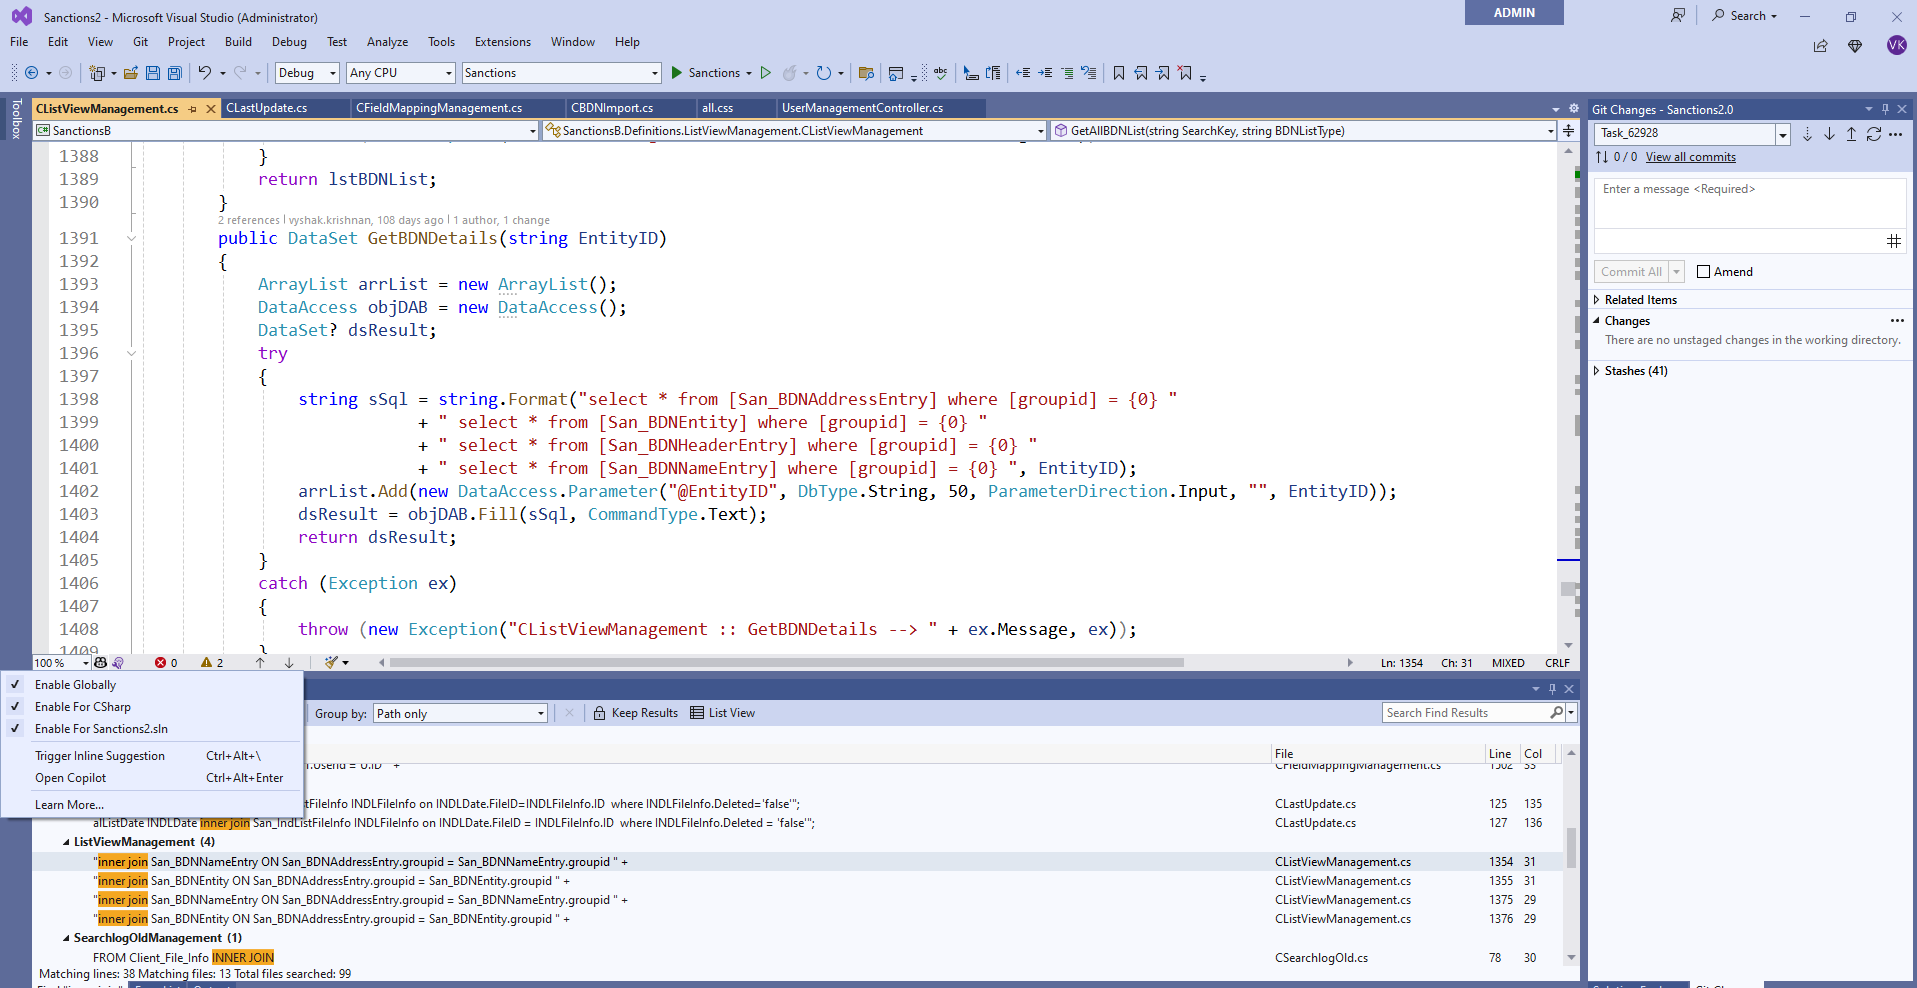 Sanctions2 - Microsoft Visual Studio (Administrator)
ADMIN
Search
File Edit View Git Project Build Debug Test Analyze Tools Extensions Window Help
VK
Debug Any CPU Sanctions Sanctions
Toolbox
CListViewManagement.cs CLastUpdate.cs CFieldMappingManagement.cs CBDNImport.cs all.css UserManagementController.cs
SanctionsB SanctionsB.Definitions.ListViewManagement.CListViewManagement GetAllBDNList(string SearchKey, string BDNListType)
1388 }
1389 return lstBDNList;
1390 }
2 references | vyshak.krishnan, 108 days ago | 1 author, 1 change
1391 public DataSet GetBDNDetails(string EntityID)
1392 {
1393 ArrayList arrList = new ArrayList();
1394 DataAccess objDAB = new DataAccess();
1395 DataSet? dsResult;
1396 try
1397 {
1398 string sSql = string.Format("select * from [San_BDNAddressEntry] where [groupid] = {0} "
1399 + " select * from [San_BDNEntity] where [groupid] = {0} "
1400 + " select * from [San_BDNHeaderEntry] where [groupid] = {0} "
1401 + " select * from [San_BDNNameEntry] where [groupid] = {0} ", EntityID);
1402 arrList.Add(new DataAccess.Parameter("@EntityID", DbType.String, 50, ParameterDirection.Input, "", EntityID));
1403 dsResult = objDAB.Fill(sSql, CommandType.Text);
1404 return dsResult;
1405 }
1406 catch (Exception ex)
1407 {
1408 throw (new Exception("CListViewManagement :: GetBDNDetails --> " + ex.Message, ex));
1409 }
100 % 0 2 Ln: 1354 Ch: 31 MIXED CRLF
Enable Globally
Enable For CSharp
Enable For Sanctions2.sln
Trigger Inline Suggestion Ctrl+Alt+\
Open Copilot Ctrl+Alt+Enter
Learn More...
Group by: Path only Keep Results List View Search Find Results
File Line Col
.UserId = U.ID " + CFieldMappingManagement.cs 1502 33
tFileInfo INDLFileInfo on INDLDate.FileID=INDLFileInfo.ID where INDLFileInfo.Deleted='false'"; CLastUpdate.cs 125 135
alListDate INDLDate inner join San_IndListFileInfo INDLFileInfo on INDLDate.FileID = INDLFileInfo.ID where INDLFileInfo.Deleted = 'false'"; CLastUpdate.cs 127 136
ListViewManagement (4)
"inner join San_BDNNameEntry ON San_BDNAddressEntry.groupid = San_BDNNameEntry.groupid " + CListViewManagement.cs 1354 31
"inner join San_BDNEntity ON San_BDNAddressEntry.groupid = San_BDNEntity.groupid " + CListViewManagement.cs 1355 31
"inner join San_BDNNameEntry ON San_BDNAddressEntry.groupid = San_BDNNameEntry.groupid " + CListViewManagement.cs 1375 29
"inner join San_BDNEntity ON San_BDNAddressEntry.groupid = San_BDNEntity.groupid " + CListViewManagement.cs 1376 29
SearchlogOldManagement (1)
FROM Client_File_Info INNER JOIN CSearchlogOld.cs 78 30
Matching lines: 38 Matching files: 13 Total files searched: 99
Git Changes - Sanctions2.0
Task_62928
0 / 0 View all commits
Enter a message <Required>
Commit All Amend
Related Items
Changes
There are no unstaged changes in the working directory.
Stashes (41)